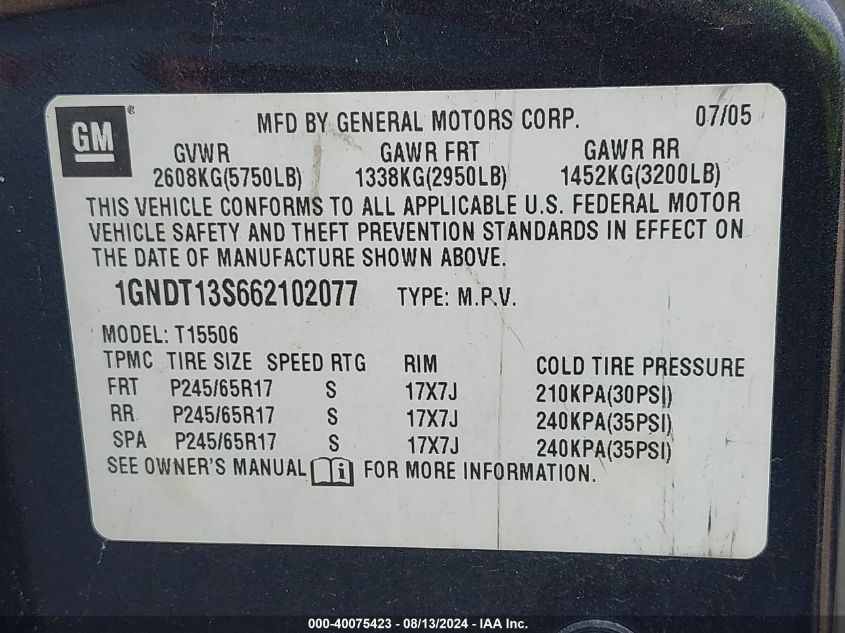 GM ®
MFD BY GENERAL MOTORS CORP. 07/05
GVWR GAWR FRT GAWR RR
2608KG(5750LB) 1338KG(2950LB) 1452KG(3200LB)
THIS VEHICLE CONFORMS TO ALL APPLICABLE U.S. FEDERAL MOTOR
VEHICLE SAFETY AND THEFT PREVENTION STANDARDS IN EFFECT ON
THE DATE OF MANUFACTURE SHOWN ABOVE.
1GNDT13S662102077 TYPE: M.P.V.
MODEL: T15506
TPMC TIRE SIZE SPEED RTG RIM COLD TIRE PRESSURE
FRT P245/65R17 S 17X7J 210KPA(30PSI)
RR P245/65R17 S 17X7J 240KPA(35PSI)
SPA P245/65R17 S 17X7J 240KPA(35PSI)
SEE OWNER'S MANUAL i FOR MORE INFORMATION.
000-40075423 - 08/13/2024 - IAA Inc.